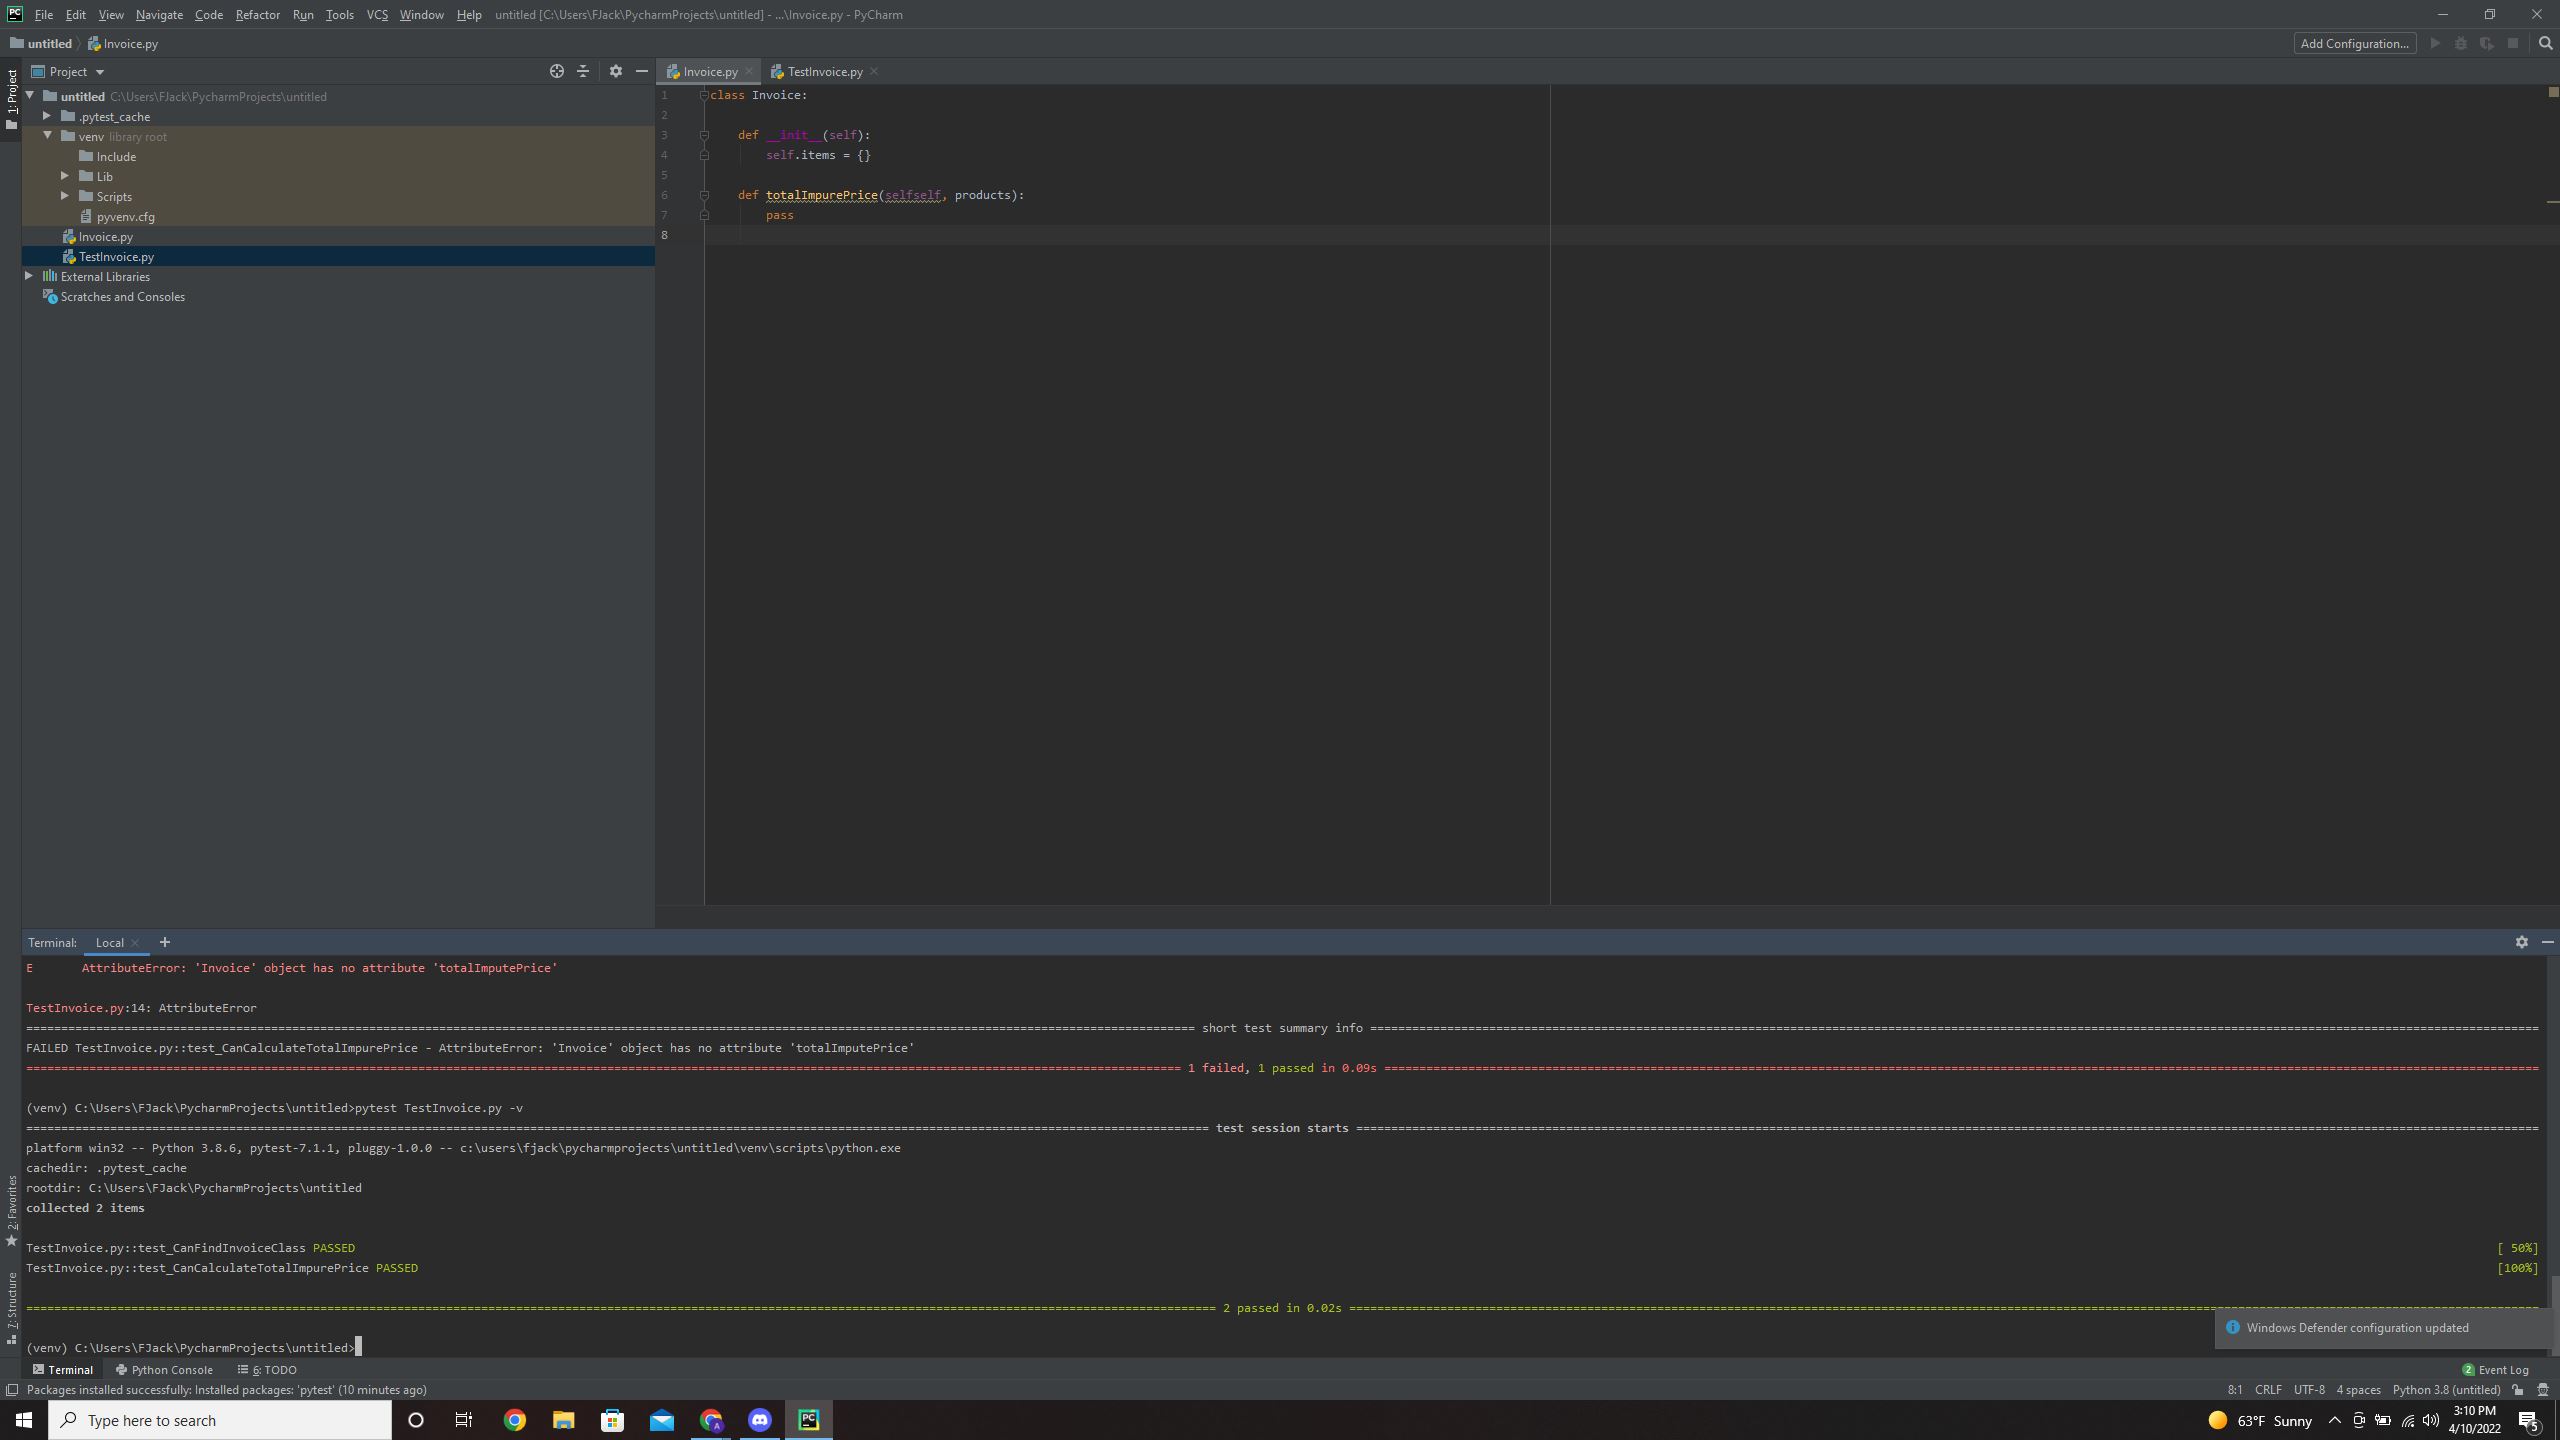 File Edit View Navigate Code Refactor Run Tools VCS Window Help untitled [C:\Users\FJack\PycharmProjects\untitled] - ...\Invoice.py - PyCharm
untitled Invoice.py Add Configuration...
Project
Invoice.py TestInvoice.py
1: Project
untitled C:\Users\FJack\PycharmProjects\untitled
.pytest_cache
venv library root
Include
Lib
Scripts
pyvenv.cfg
Invoice.py
TestInvoice.py
External Libraries
Scratches and Consoles
1 class Invoice:
2
3 def __init__(self):
4 self.items = {}
5
6 def totalImpurePrice(selfself, products):
7 pass
8
Terminal: Local
E AttributeError: 'Invoice' object has no attribute 'totalImputePrice'
TestInvoice.py:14: AttributeError
short test summary info
FAILED TestInvoice.py::test_CanCalculateTotalImpurePrice - AttributeError: 'Invoice' object has no attribute 'totalImputePrice'
1 failed, 1 passed in 0.09s
(venv) C:\Users\FJack\PycharmProjects\untitled>pytest TestInvoice.py -v
test session starts
platform win32 -- Python 3.8.6, pytest-7.1.1, pluggy-1.0.0 -- c:\users\fjack\pycharmprojects\untitled\venv\scripts\python.exe
cachedir: .pytest_cache
rootdir: C:\Users\FJack\PycharmProjects\untitled
collected 2 items
TestInvoice.py::test_CanFindInvoiceClass PASSED [ 50%]
TestInvoice.py::test_CanCalculateTotalImpurePrice PASSED [100%]
2 passed in 0.02s
(venv) C:\Users\FJack\PycharmProjects\untitled>
2: Favorites
7: Structure
Windows Defender configuration updated
Terminal Python Console 6: TODO 2 Event Log
Packages installed successfully: Installed packages: 'pytest' (10 minutes ago) 8:1 CRLF UTF-8 4 spaces Python 3.8 (untitled)
Type here to search
63°F Sunny
3:10 PM
4/10/2022
5